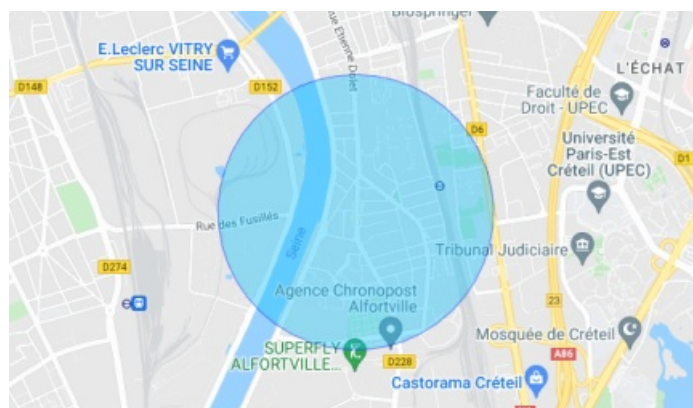 Biospringer
E.Leclerc VITRY
SUR SEINE
Rue Etienne Dolet
L'ÉCHAT
D148
D152
Faculté de
Droit - UPEC
D6
Université
Paris-Est
Créteil (UPEC)
D1
Rue des Fusillés
Seine
Tribunal Judiciaire
D274
Agence Chronopost
Alfortville
23
Mosquée de Créteil
SUPERFLY
ALFORTVILLE...
D228
A86
Castorama Créteil